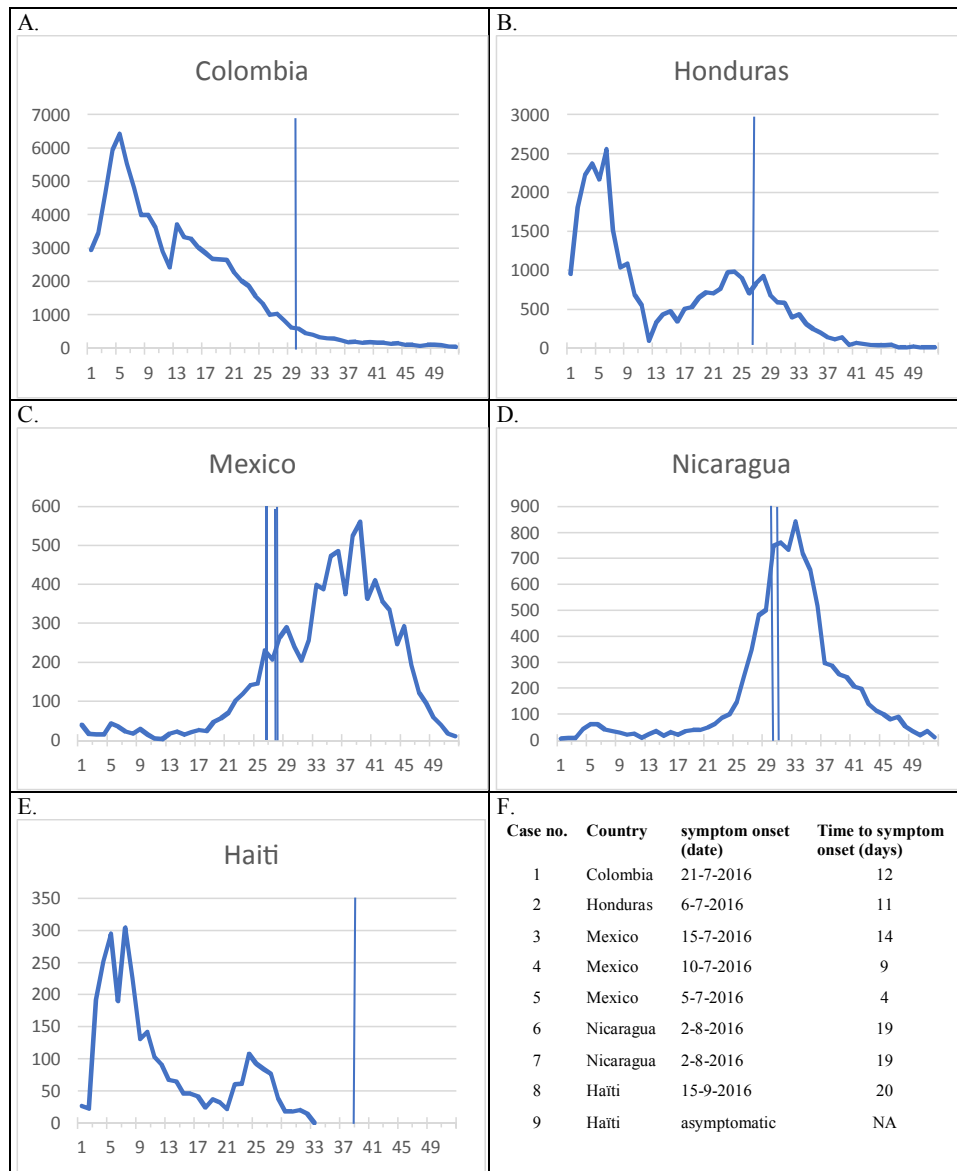 A.
Colombia
7000
6000
5000
4000
3000
2000
1000
0
1 5 9 13 17 21 25 29 33 37 41 45 49
B.
Honduras
3000
2500
2000
1500
1000
500
0
1 5 9 13 17 21 25 29 33 37 41 45 49
C.
Mexico
600
500
400
300
200
100
0
1 5 9 13 17 21 25 29 33 37 41 45 49
D.
Nicaragua
900
800
700
600
500
400
300
200
100
0
1 5 9 13 17 21 25 29 33 37 41 45 49
E.
Haiti
350
300
250
200
150
100
50
0
1 5 9 13 17 21 25 29 33 37 41 45 49
F.
Case no. Country symptom onset (date) Time to symptom onset (days)
1 Colombia 21-7-2016 12
2 Honduras 6-7-2016 11
3 Mexico 15-7-2016 14
4 Mexico 10-7-2016 9
5 Mexico 5-7-2016 4
6 Nicaragua 2-8-2016 19
7 Nicaragua 2-8-2016 19
8 Haïti 15-9-2016 20
9 Haïti asymptomatic NA